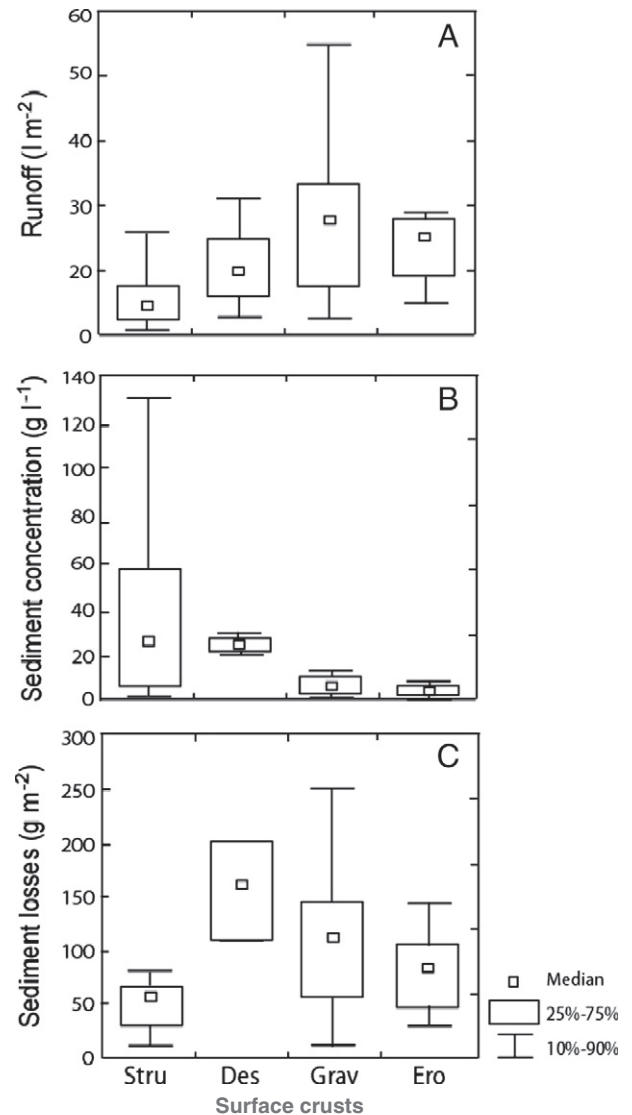 A
Runoff (l m⁻²)
60
50
40
30
20
0
B
Sediment concentration (g l⁻¹)
140
120
100
80
60
40
20
0
C
Sediment losses (g m⁻²)
300
250
200
150
100
50
0
Stru Des Grav Ero
Surface crusts
Median
25%-75%
10%-90%